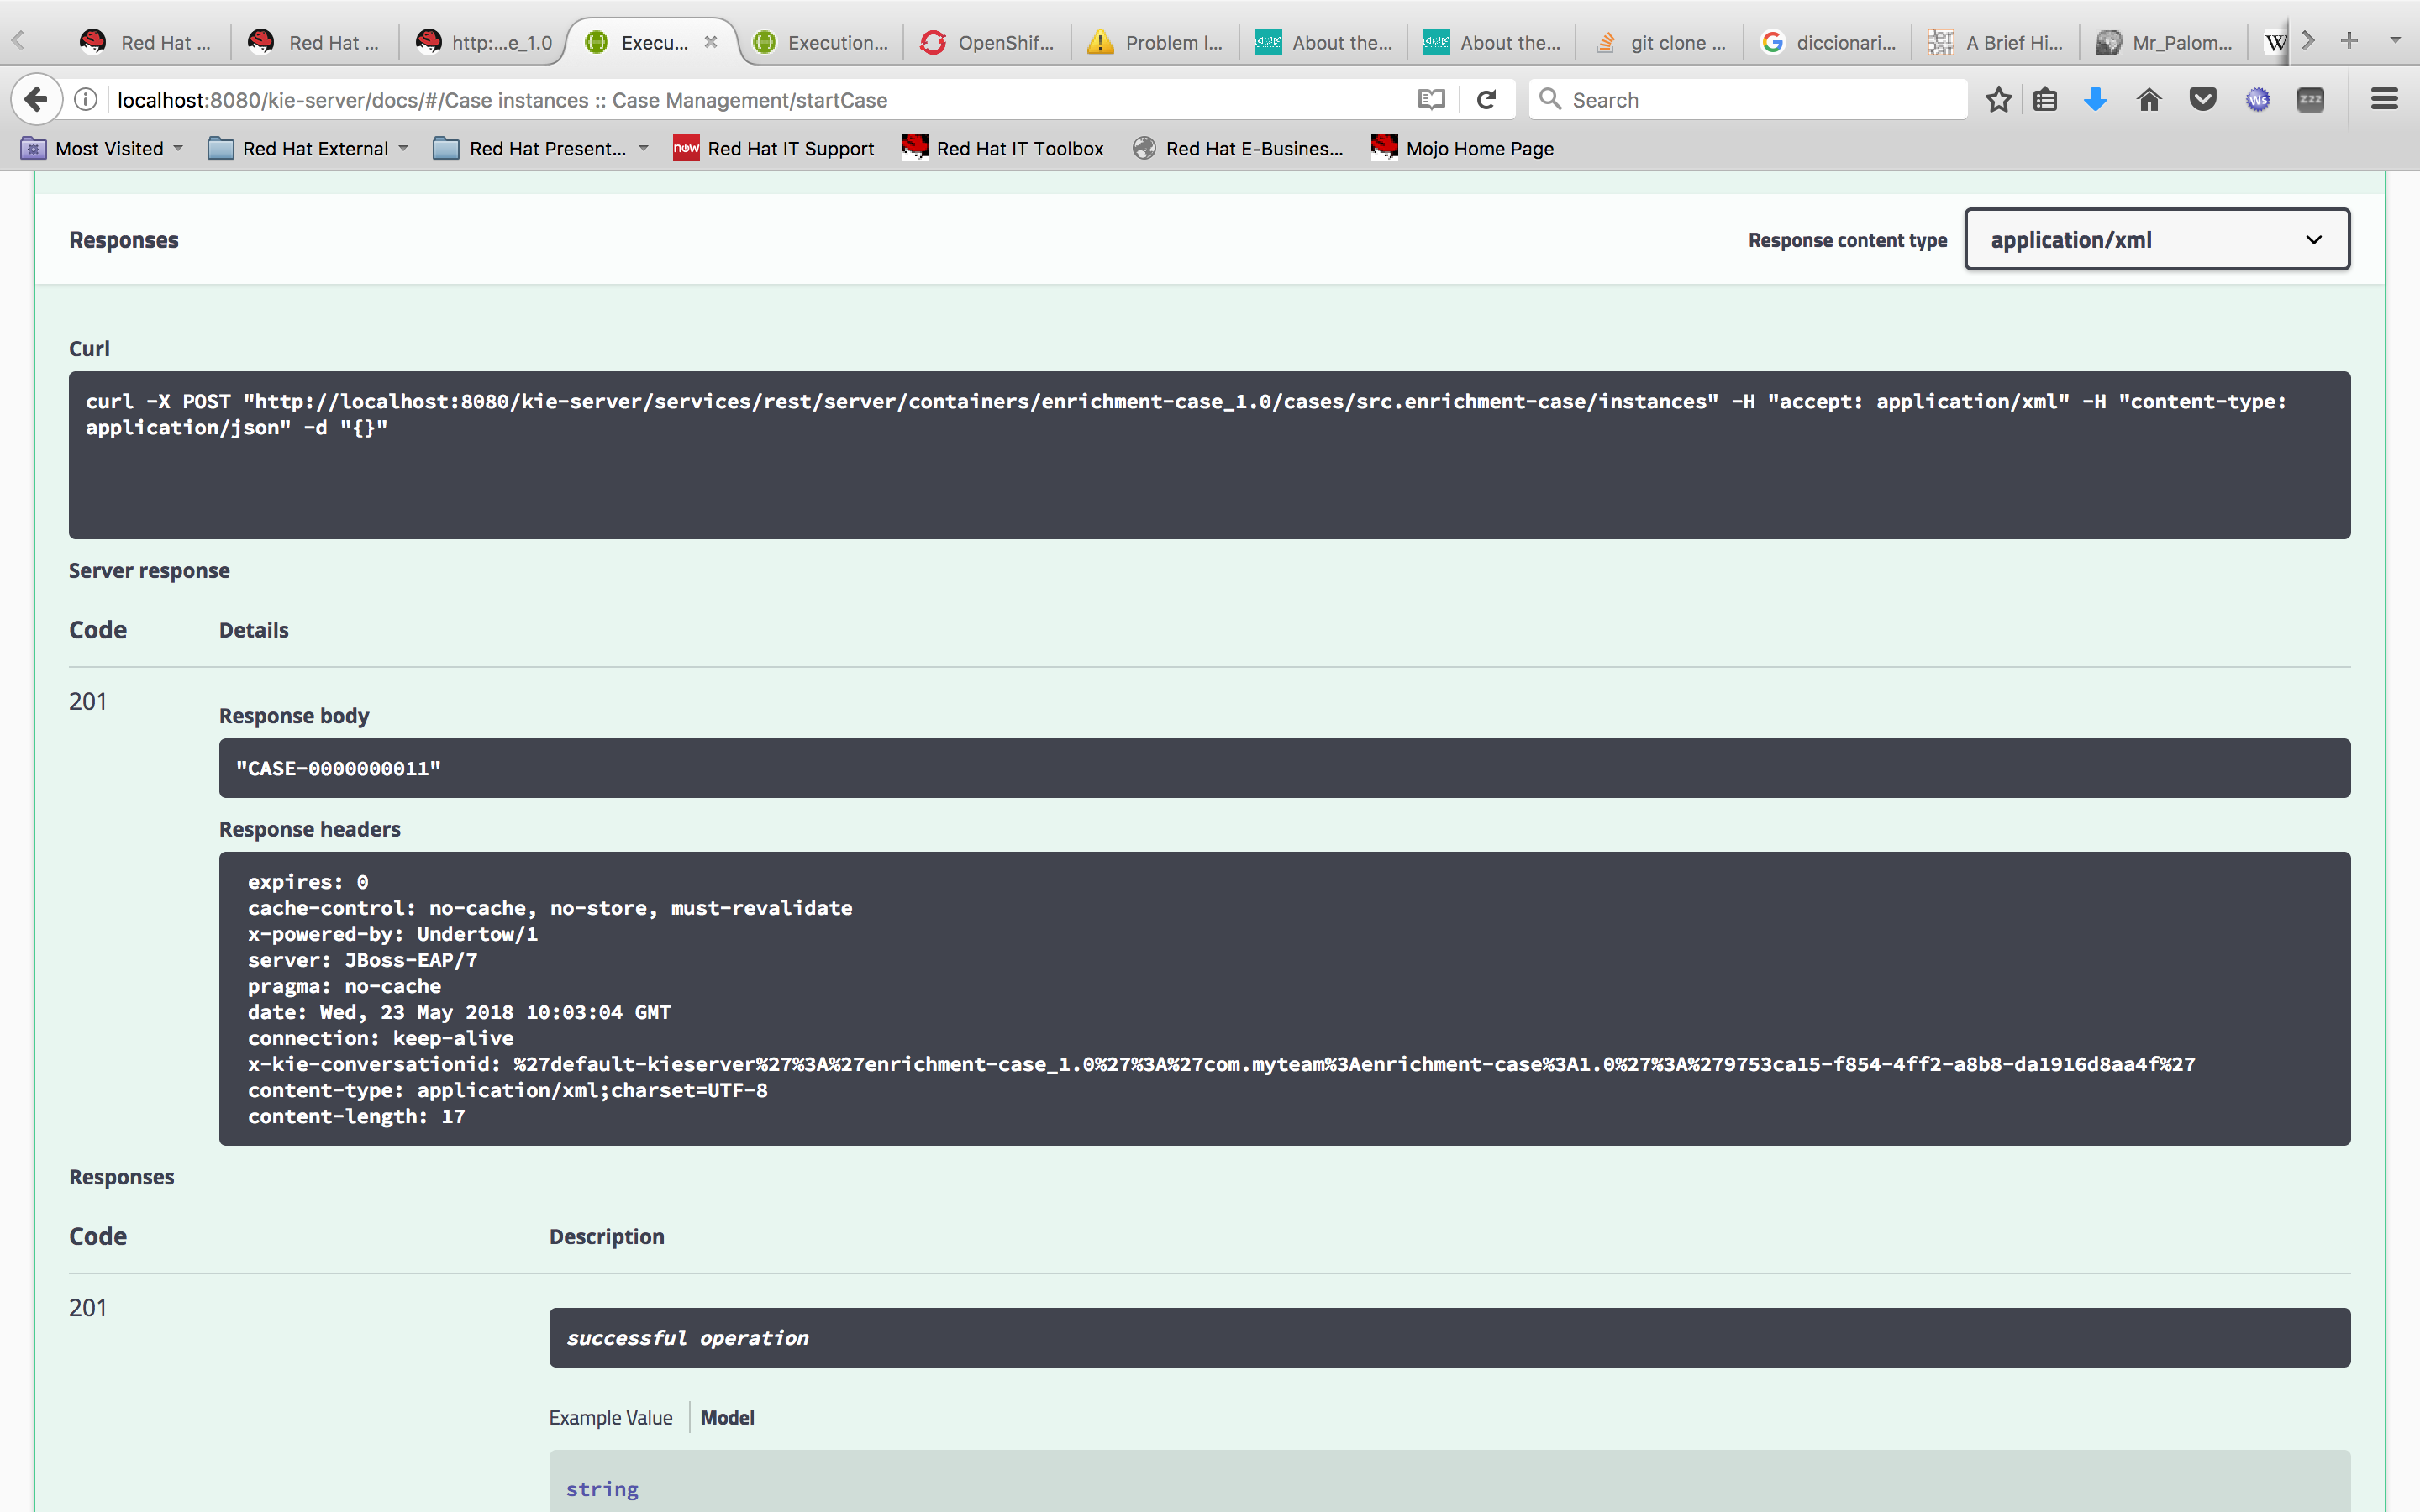 Red Hat ...
Red Hat ...
http:...e_1.0
Execu...
Execution...
OpenShif...
Problem l...
About the...
About the...
git clone ...
diccionari...
A Brief Hi...
Mr_Palom...
W
localhost:8080/kie-server/docs/#/Case instances :: Case Management/startCase
Search
Most Visited
Red Hat External
Red Hat Present...
now
Red Hat IT Support
Red Hat IT Toolbox
Red Hat E-Busines...
Mojo Home Page
Responses
Response content type
application/xml
Curl
curl -X POST "http://localhost:8080/kie-server/services/rest/server/containers/enrichment-case_1.0/cases/src.enrichment-case/instances" -H "accept: application/xml" -H "content-type:
application/json" -d "{}"
Server response
Code
Details
201
Response body
"CASE-0000000011"
Response headers
expires: 0
cache-control: no-cache, no-store, must-revalidate
x-powered-by: Undertow/1
server: JBoss-EAP/7
pragma: no-cache
date: Wed, 23 May 2018 10:03:04 GMT
connection: keep-alive
x-kie-conversationid: %27default-kieserver%27%3A%27enrichment-case_1.0%27%3A%27com.myteam%3Aenrichment-case%3A1.0%27%3A%279753ca15-f854-4ff2-a8b8-da1916d8aa4f%27
content-type: application/xml;charset=UTF-8
content-length: 17
Responses
Code
Description
201
successful operation
Example Value
Model
string